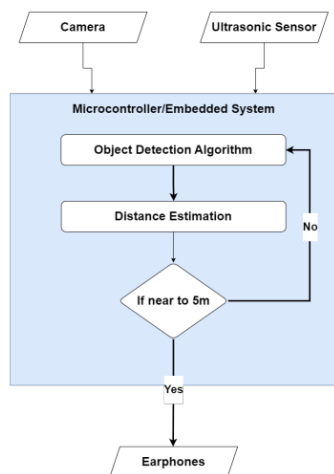 Camera
Ultrasonic Sensor
Microcontroller/Embedded System
Object Detection Algorithm
Distance Estimation
No
If near to 5m
Yes
Earphones